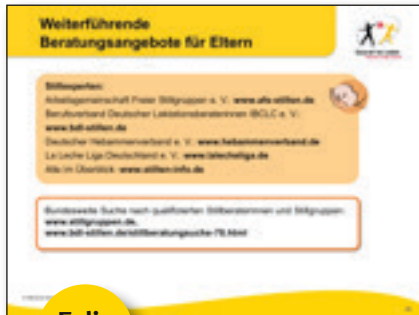 Weiterführende
Beratungsangebote für Eltern
Stillexperten:
Arbeitsgemeinschaft Freier Stillgruppen e. V.: www.afs-stillen.de
Berufsverband Deutscher Laktationsberaterinnen IBCLC e. V.:
www.bdl-stillen.de
Deutscher Hebammenverband e. V.: www.hebammenverband.de
La Leche Liga Deutschland e. V.: www.lalecheliga.de
Alle im Überblick: www.stillen-info.de
Bundesweite Suche nach qualifizierten Stillberaterinnen und Stillgruppen:
www.stillgruppen.de,
www.bdl-stillen.de/stillberatungsuche-76.html